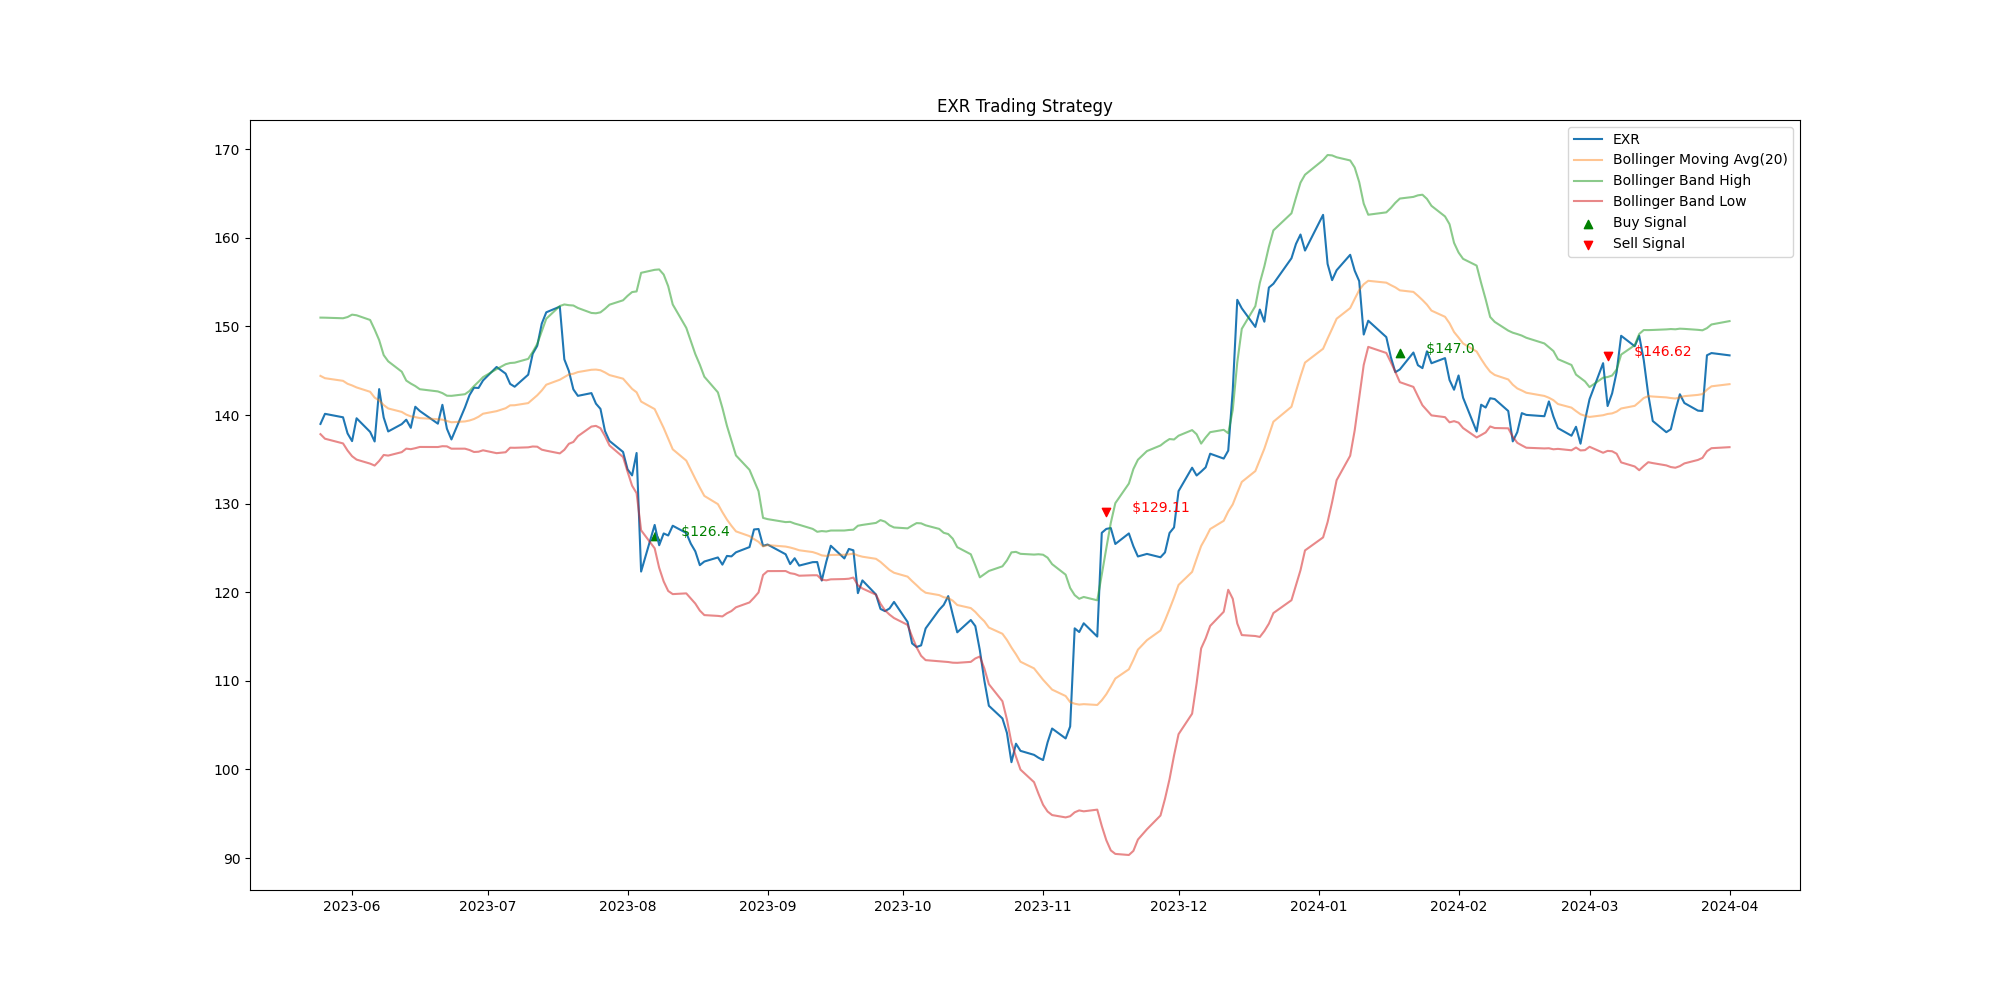 EXR Trading Strategy
EXR
Bollinger Moving Avg(20)
Bollinger Band High
Bollinger Band Low
Buy Signal
Sell Signal
170
160
150
140
130
120
110
100
90
$126.4
$129.11
$147.0
$146.62
2023-06 2023-07 2023-08 2023-09 2023-10 2023-11 2023-12 2024-01 2024-02 2024-03 2024-04